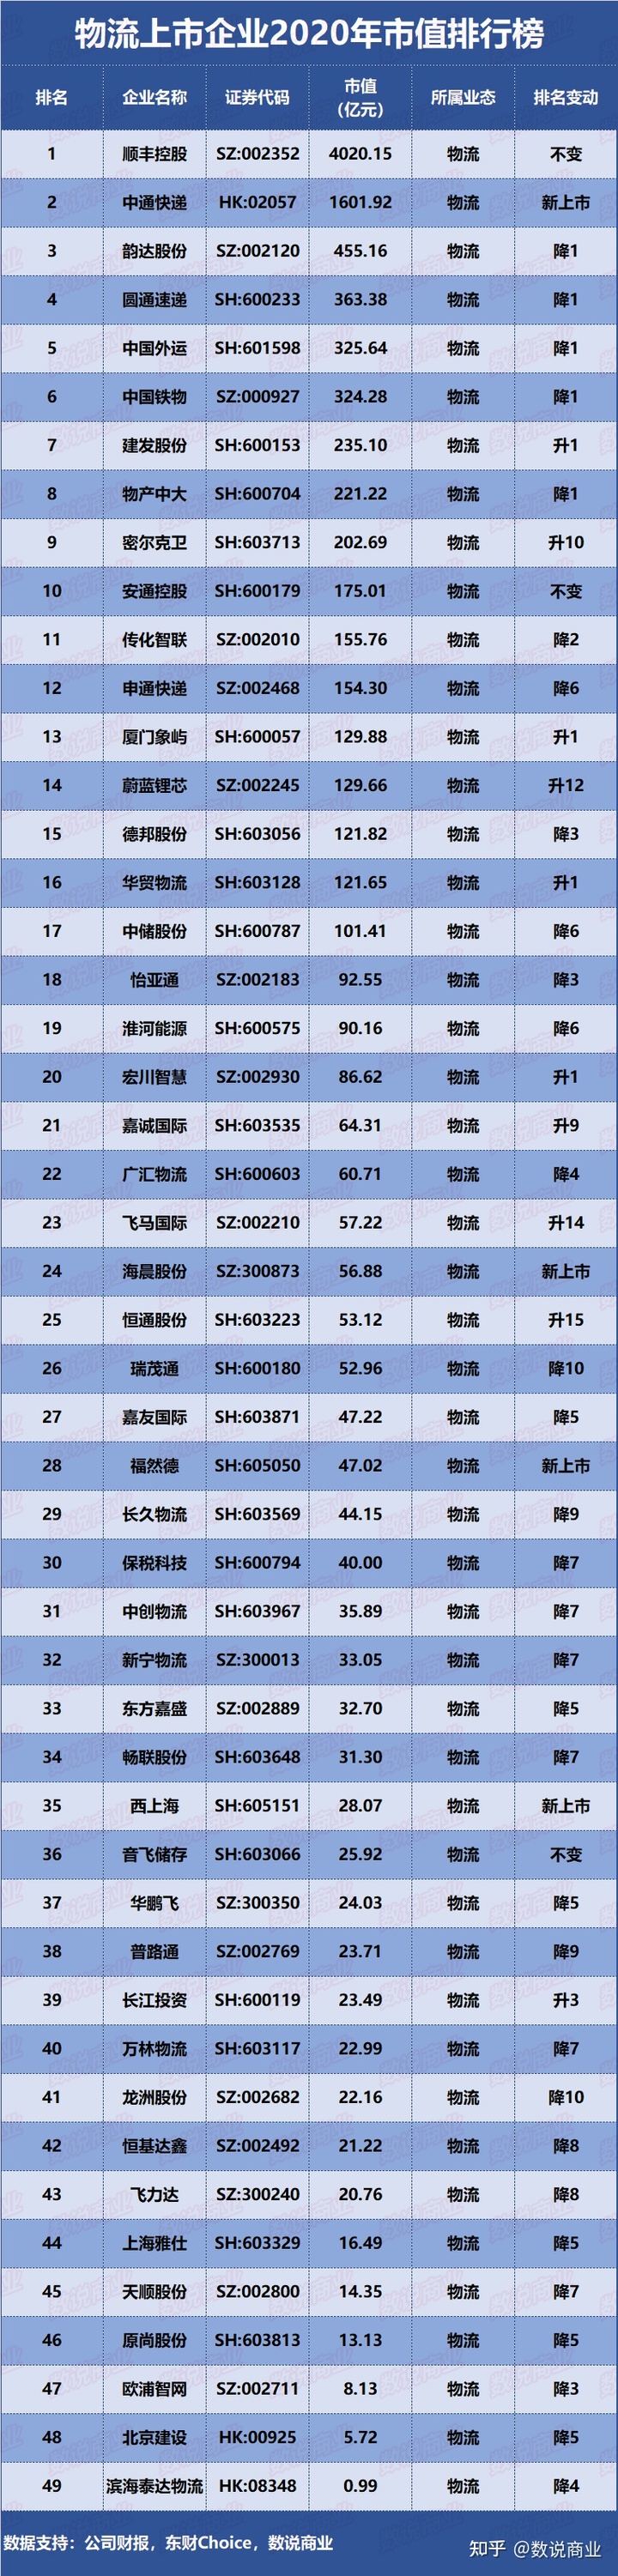 物流上市企业2020年市值排行榜
排名 企业名称 证券代码 市值（亿元） 所属业态 排名变动
1 顺丰控股 SZ:002352 4020.15 物流 不变
2 中通快递 HK:02057 1601.92 物流 新上市
3 韵达股份 SZ:002120 455.16 物流 降1
4 圆通速递 SH:600233 363.38 物流 降1
5 中国外运 SH:601598 325.64 物流 降1
6 中国铁物 SZ:000927 324.28 物流 降1
7 建发股份 SH:600153 235.10 物流 升1
8 物产中大 SH:600704 221.22 物流 降1
9 密尔克卫 SH:603713 202.69 物流 升10
10 安通控股 SH:600179 175.01 物流 不变
11 传化智联 SZ:002010 155.76 物流 降2
12 申通快递 SZ:002468 154.30 物流 降6
13 厦门象屿 SH:600057 129.88 物流 升1
14 蔚蓝锂芯 SZ:002245 129.66 物流 升12
15 德邦股份 SH:603056 121.82 物流 降3
16 华贸物流 SH:603128 121.65 物流 升1
17 中储股份 SH:600787 101.41 物流 降6
18 怡亚通 SZ:002183 92.55 物流 降3
19 淮河能源 SH:600575 90.16 物流 降6
20 宏川智慧 SZ:002930 86.62 物流 升1
21 嘉诚国际 SH:603535 64.31 物流 升9
22 广汇物流 SH:600603 60.71 物流 降4
23 飞马国际 SZ:002210 57.22 物流 升14
24 海晨股份 SZ:300873 56.88 物流 新上市
25 恒通股份 SH:603223 53.12 物流 升15
26 瑞茂通 SH:600180 52.96 物流 降10
27 嘉友国际 SH:603871 47.22 物流 降5
28 福然德 SH:605050 47.02 物流 新上市
29 长久物流 SH:603569 44.15 物流 降9
30 保税科技 SH:600794 40.00 物流 降7
31 中创物流 SH:603967 35.89 物流 降7
32 新宁物流 SZ:300013 33.05 物流 降7
33 东方嘉盛 SZ:002889 32.70 物流 降5
34 畅联股份 SH:603648 31.30 物流 降7
35 西上海 SH:605151 28.07 物流 新上市
36 音飞储存 SH:603066 25.92 物流 不变
37 华鹏飞 SZ:300350 24.03 物流 降5
38 普路通 SZ:002769 23.71 物流 降9
39 长江投资 SH:600119 23.49 物流 升3
40 万林物流 SH:603117 22.99 物流 降7
41 龙洲股份 SZ:002682 22.16 物流 降10
42 恒基达鑫 SZ:002492 21.22 物流 降8
43 飞力达 SZ:300240 20.76 物流 降8
44 上海雅仕 SH:603329 16.49 物流 降5
45 天顺股份 SZ:002800 14.35 物流 降7
46 原尚股份 SH:603813 13.13 物流 降5
47 欧浦智网 SZ:002711 8.13 物流 降3
48 北京建设 HK:00925 5.72 物流 降5
49 滨海泰达物流 HK:08348 0.99 物流 降4
数据支持：公司财报，东财Choice，数说商业
知乎 @数说商业